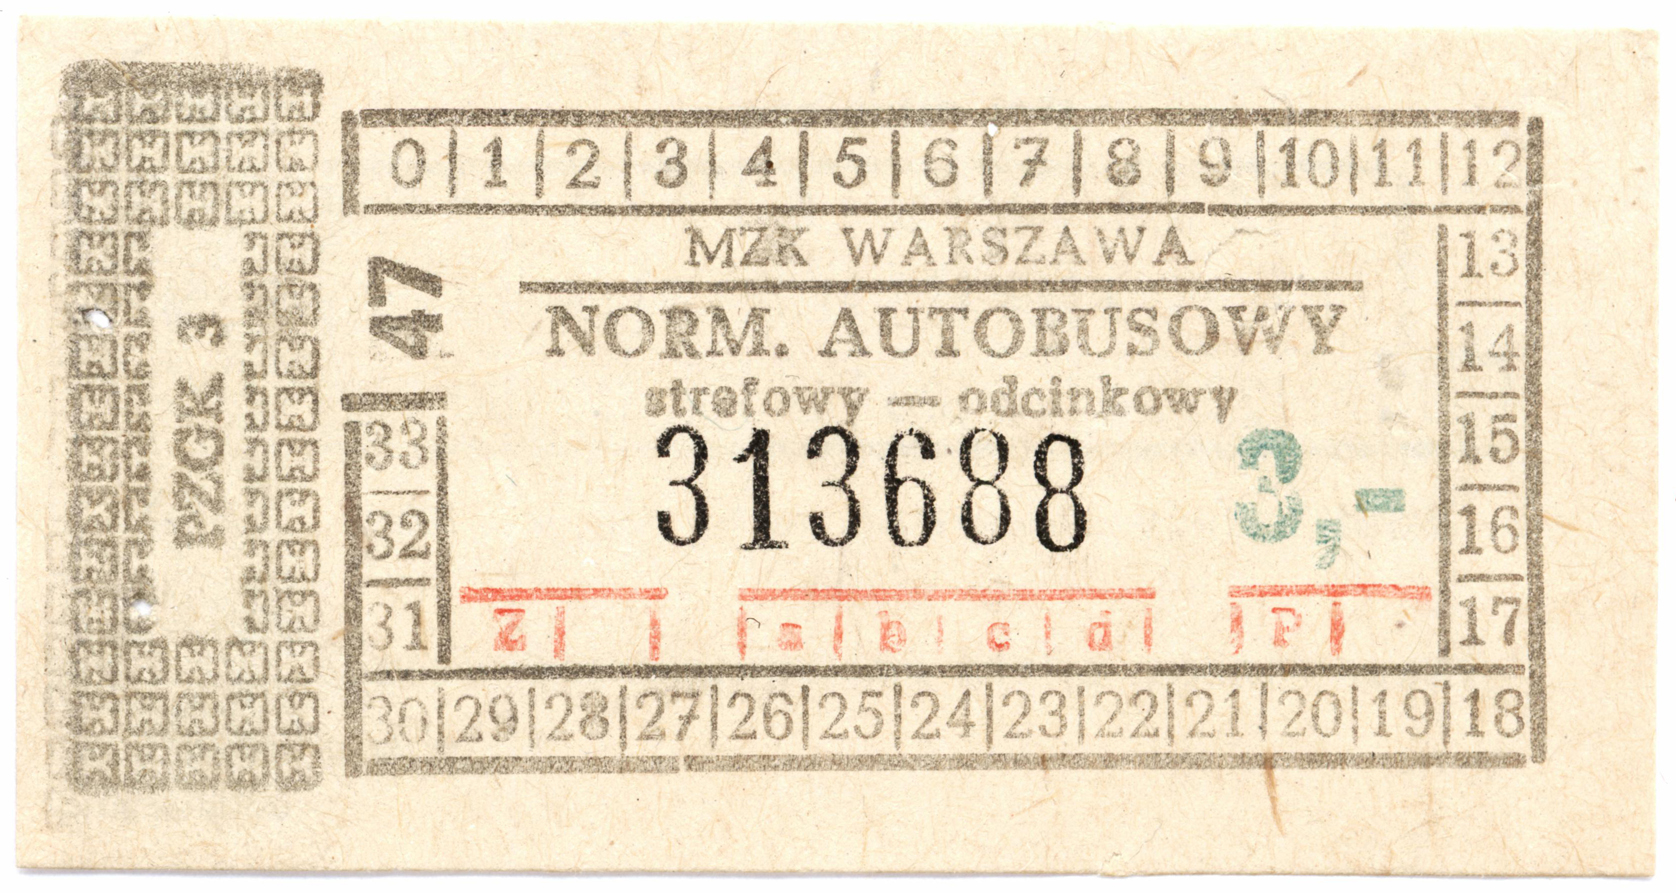 0 1 2 3 4 5 6 7 8 9 10 11 12
MZK WARSZAWA
13
47
NORM. AUTOBUSOWY
14
PZGK 3
strefowy — odcinkowy
33
313688
3,-
15
32
16
31
Z a b c d P
17
30 29 28 27 26 25 24 23 22 21 20 19 18